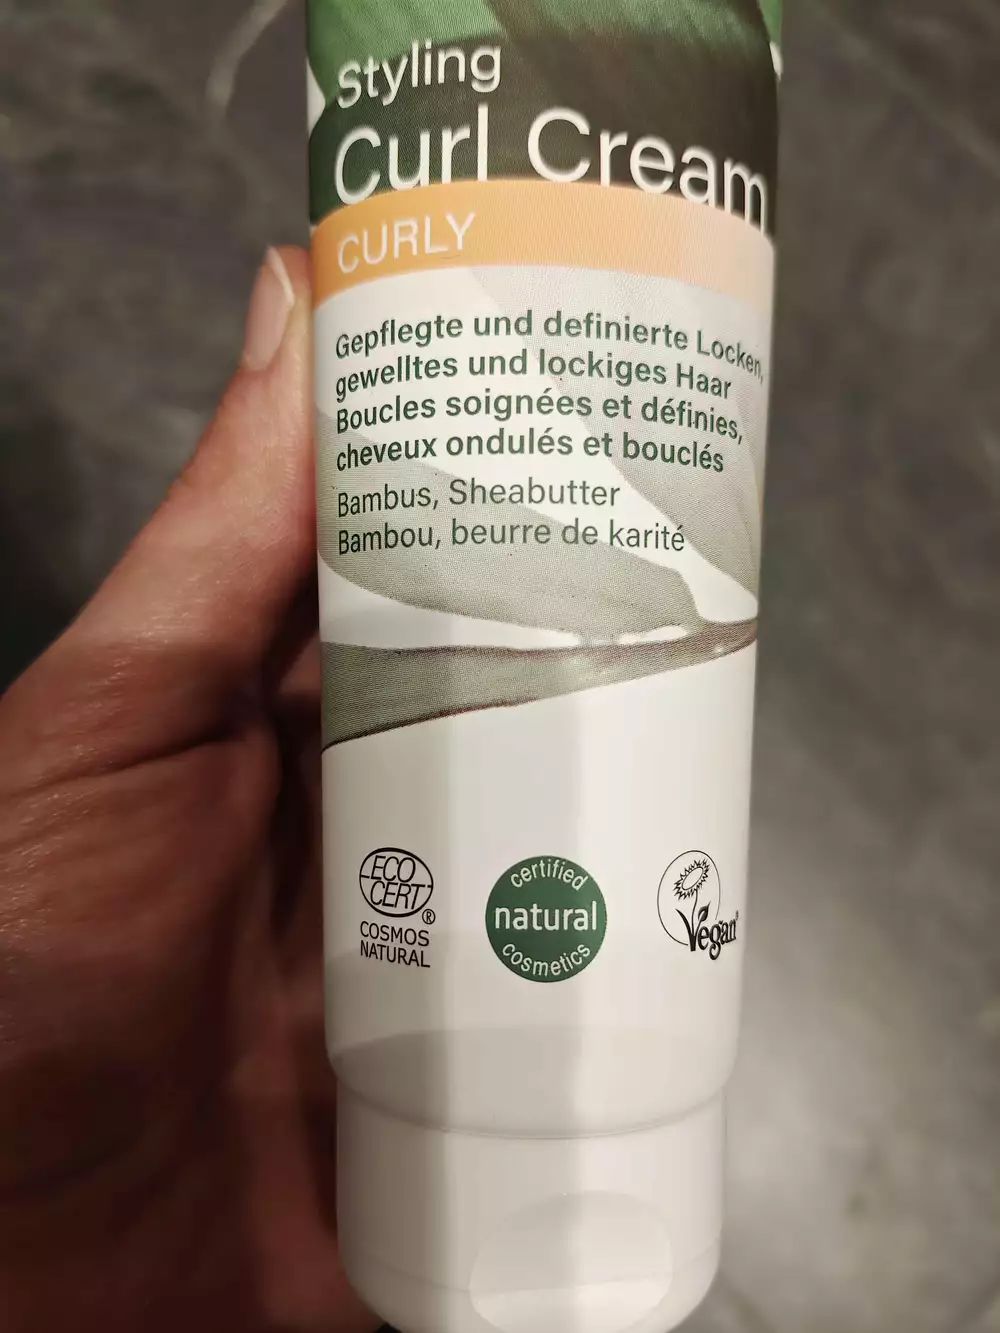 Styling
Curl Cream
CURLY
Gepflegte und definierte Locken,
gewelltes und lockiges Haar
Boucles soignées et définies,
cheveux ondulés et bouclés
Bambus, Sheabutter
Bambou, beurre de karité
ECO
CERT®
COSMOS
NATURAL
certified
natural
cosmetics
Vegan